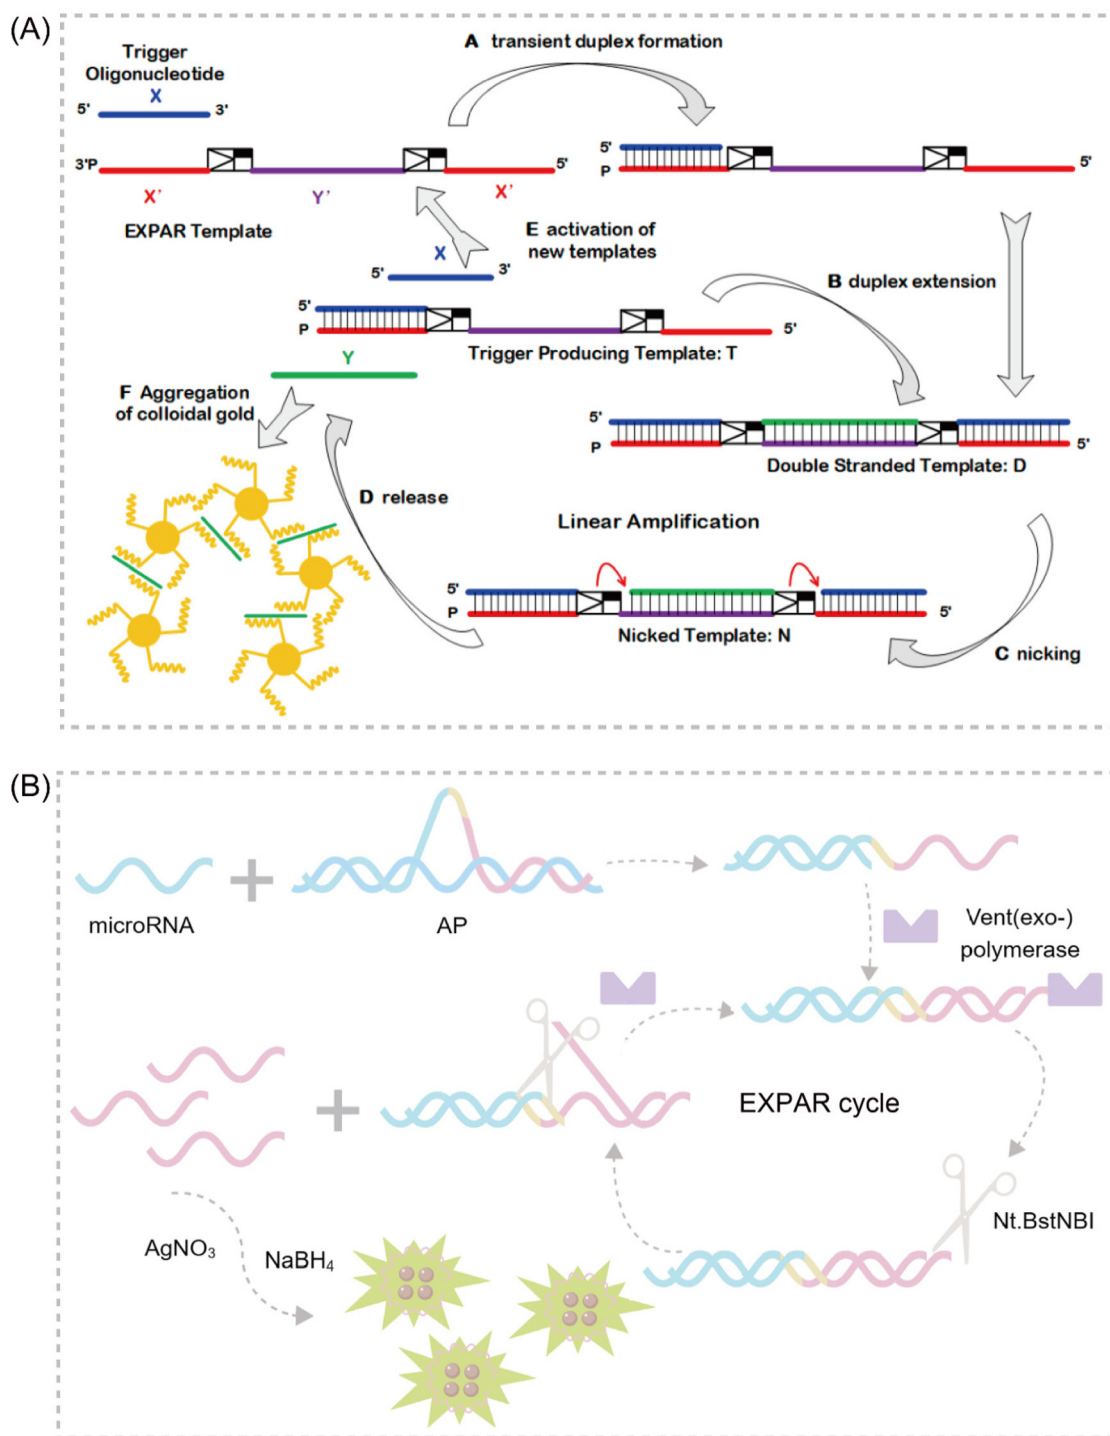 (A)
Trigger
Oligonucleotide
X
5' 3'
3'P 5'
X' Y' X'
EXPAR Template
A transient duplex formation
5'
P 5'
E activation of
new templates
X
5' 3'
5'
P 5'
Trigger Producing Template: T
B duplex extension
Y
F Aggregation
of colloidal gold
5'
P 5'
Double Stranded Template: D
D release
Linear Amplification
5'
P 5'
Nicked Template: N
C nicking
(B)
microRNA
AP
Vent(exo-)
polymerase
EXPAR cycle
Nt.BstNBI
AgNO₃
NaBH₄